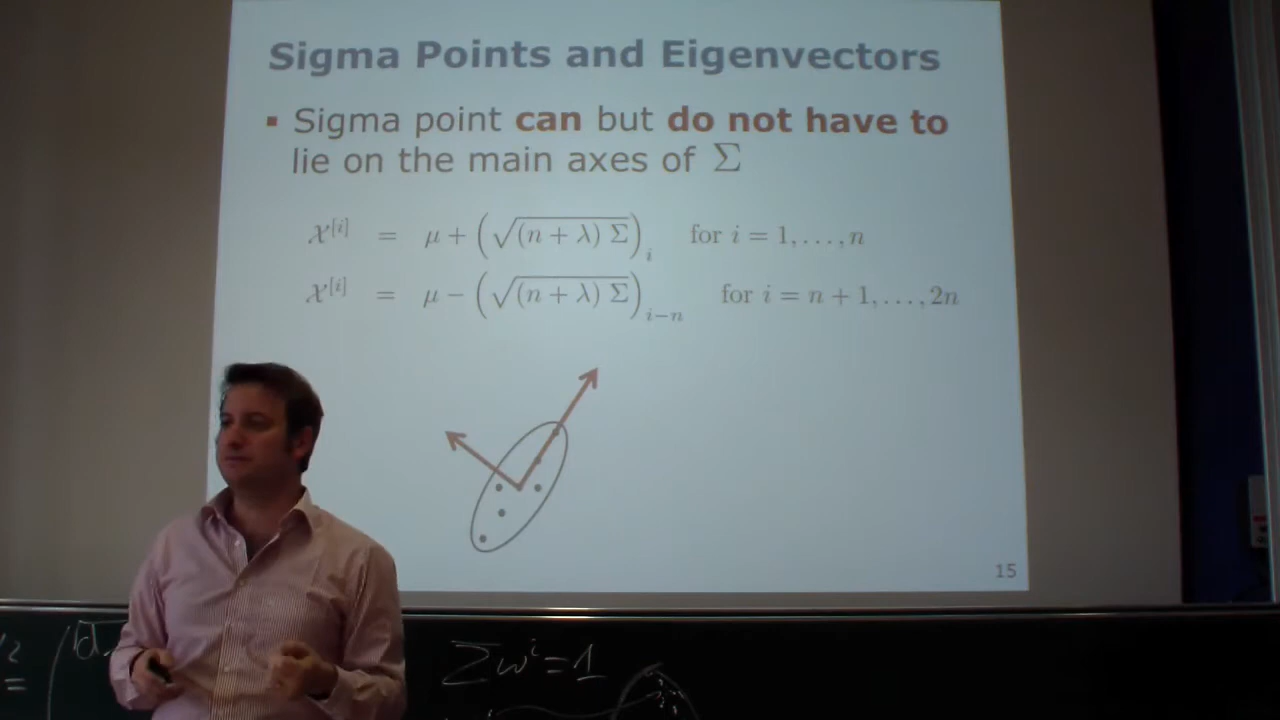 Sigma Points and Eigenvectors
▪ Sigma point can but do not have to
lie on the main axes of Σ
𝒳^[i] = μ + (√((n + λ) Σ))_i for i = 1, . . . , n
𝒳^[i] = μ − (√((n + λ) Σ))_{i−n} for i = n + 1, . . . , 2n
15
Σ w^i = 1